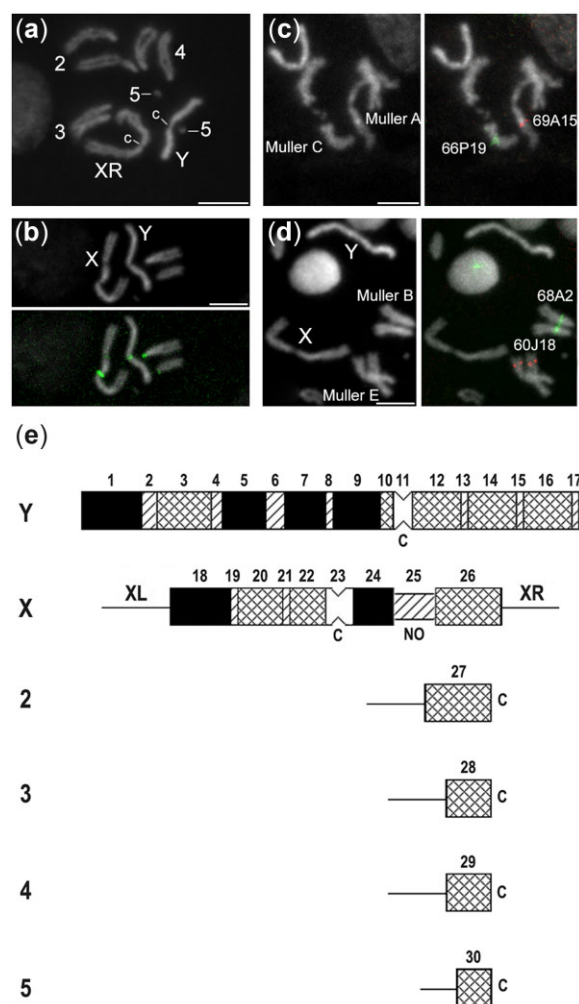 (a)
2
4
5
3
5
c
c
XR
Y
(c)
Muller A
Muller C
69A15
66P19
(b)
X
Y
(d)
Y
Muller B
X
Muller E
68A2
60J18
(e)
1 2 3 4 5 6 7 8 9 10 11 12 13 14 15 16 17
Y
C
18 19 20 21 22 23 24 25 26
XL XR
X
C NO
27
2 C
28
3 C
29
4 C
30
5 C